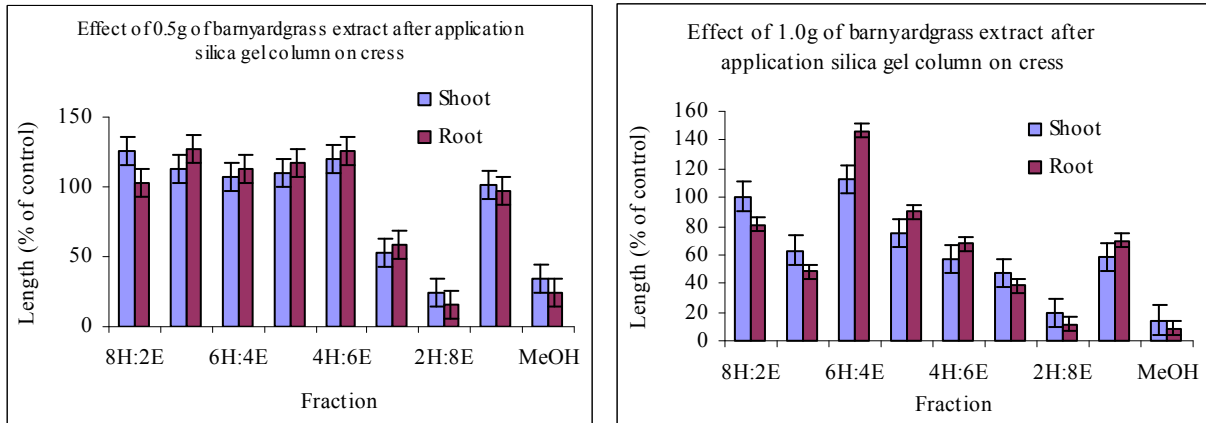 Effect of 0.5g of barnyardgrass extract after application
silica gel column on cress
Shoot
Root
150
100
50
0
Length (% of control)
8H:2E 6H:4E 4H:6E 2H:8E MeOH
Fraction
Effect of 1.0g of barnyardgrass extract after
application silica gel column on cress
160
140
120
100
80
60
40
20
0
Shoot
Root
Length (% of control)
8H:2E 6H:4E 4H:6E 2H:8E MeOH
Fraction